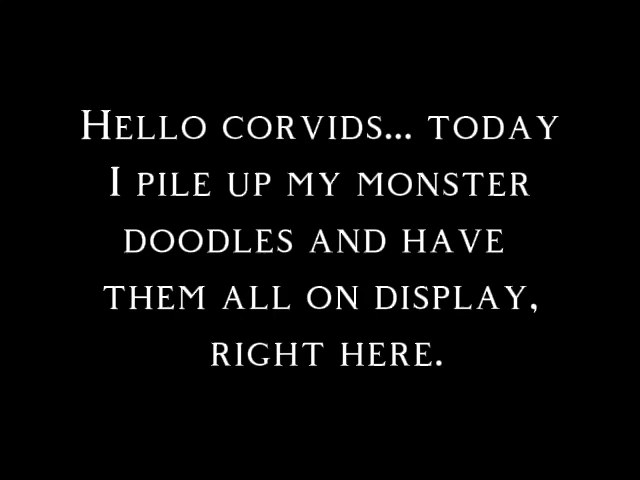 Hello corvids... today
I pile up my monster
doodles and have
them all on display,
right here.